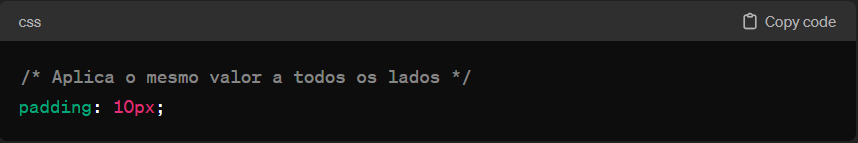 css
Copy code
/* Aplica o mesmo valor a todos os lados */
padding: 10px;